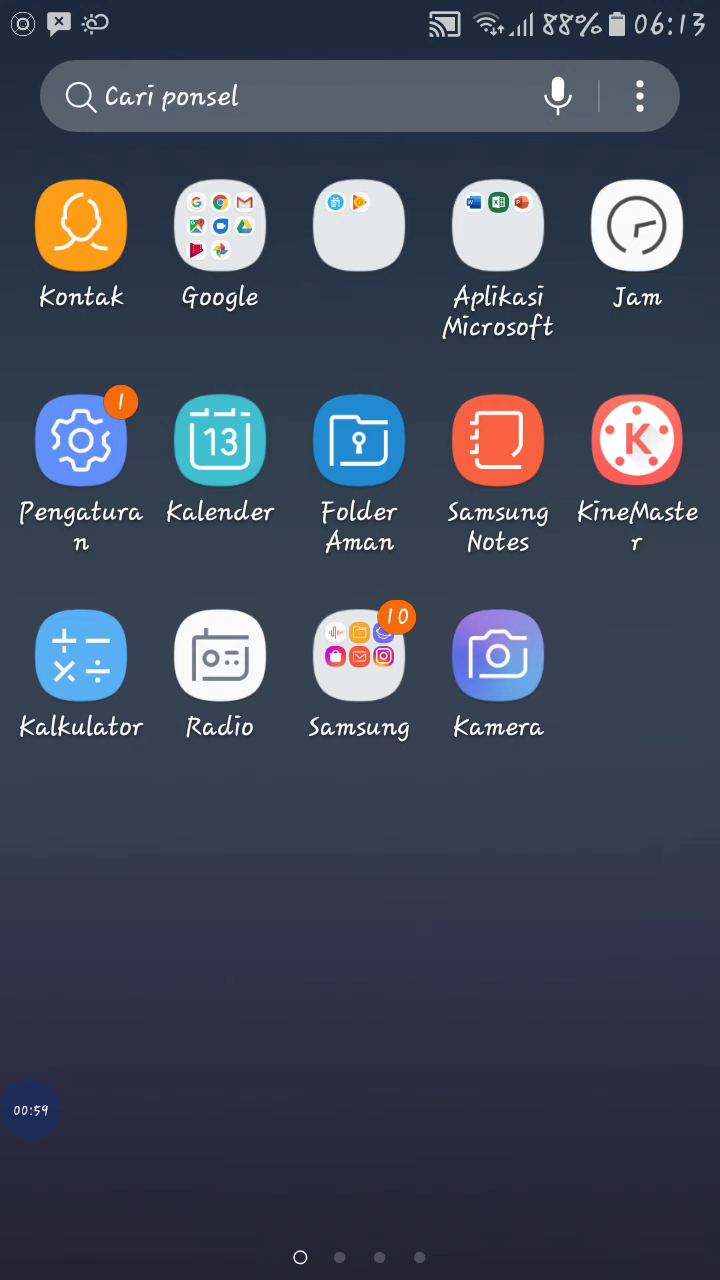 88% 06:13
Cari ponsel
Kontak
Google
Aplikasi
Microsoft
Jam
1
Pengatura
n
13
Kalender
Folder
Aman
Samsung
Notes
K
KineMaste
r
Kalkulator
Radio
10
Samsung
Kamera
00:59